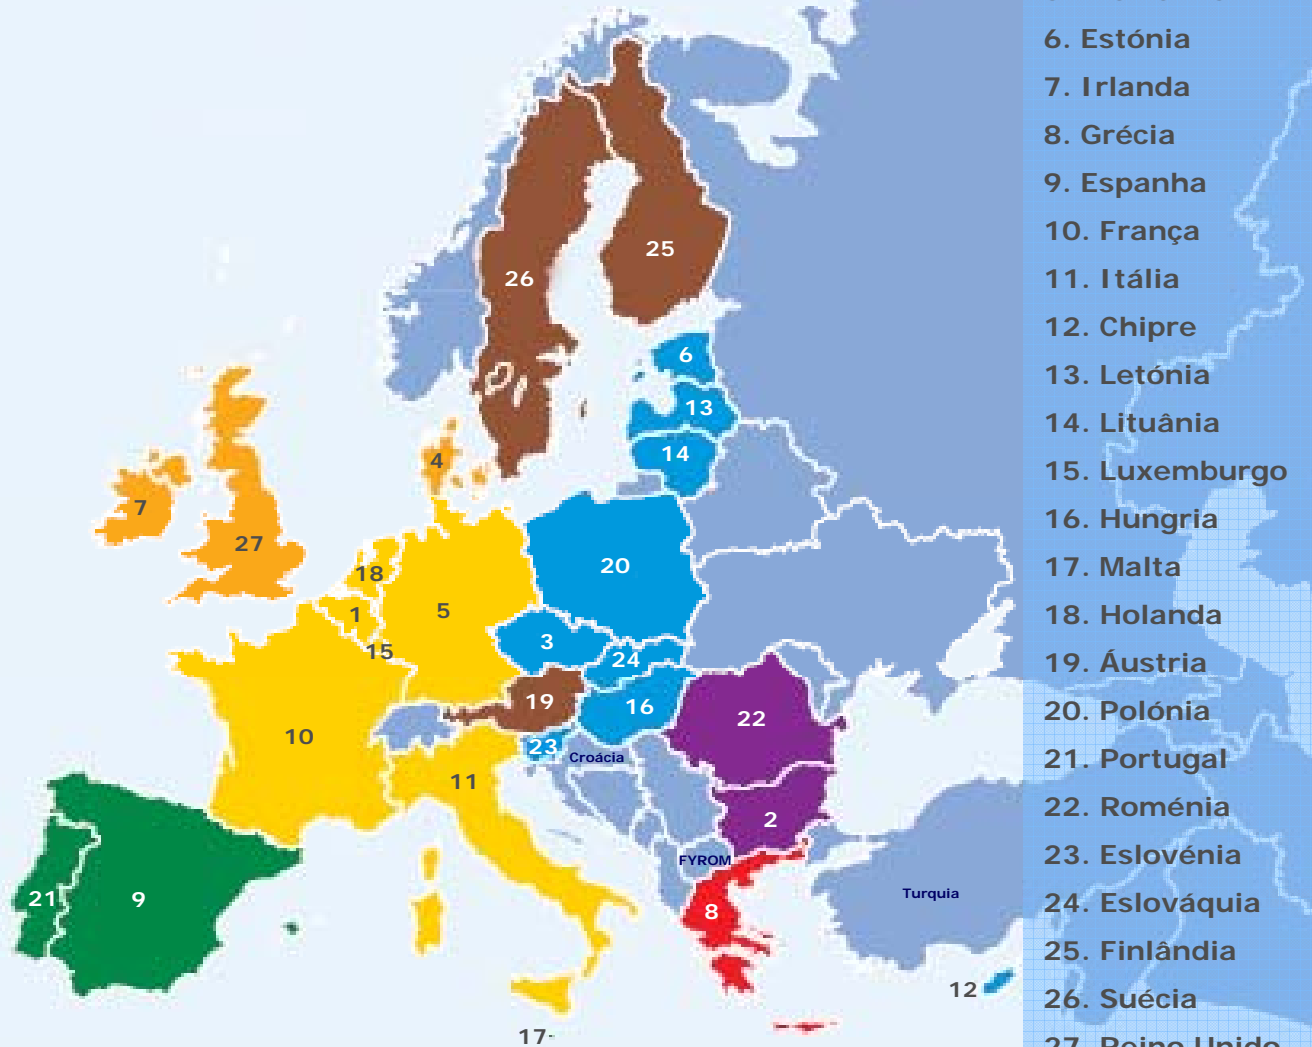 6. Estónia
7. Irlanda
8. Grécia
9. Espanha
10. França
11. Itália
12. Chipre
13. Letónia
14. Lituânia
15. Luxemburgo
16. Hungria
17. Malta
18. Holanda
19. Áustria
20. Polónia
21. Portugal
22. Roménia
23. Eslovénia
24. Eslováquia
25. Finlândia
26. Suécia
27. Reino Unido
25
26
6
13
14
4
7
27
18
20
1
5
15
3
24
19
16
22
10
23
Croácia
11
2
FYROM
21
9
8
Turquia
12
17